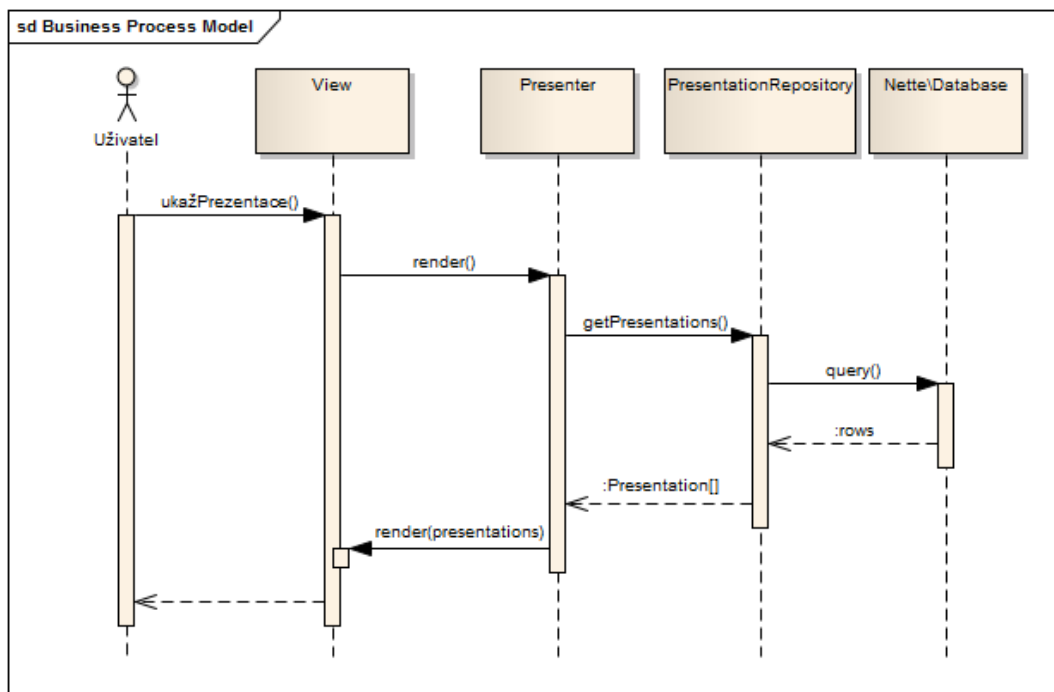 sd Business Process Model
Uživatel
View
Presenter
PresentationRepository
Nette\Database
ukažPrezentace()
render()
getPresentations()
query()
:rows
:Presentation[]
render(presentations)